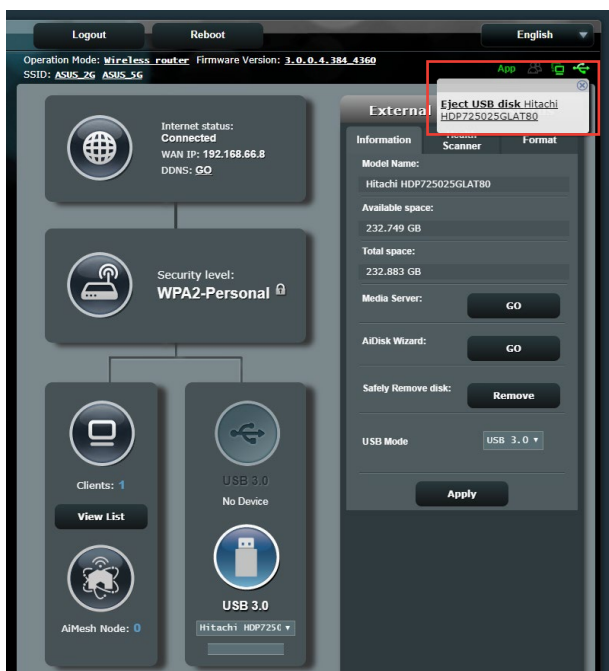 Logout Reboot English
Operation Mode: Wireless router Firmware Version: 3.0.0.4.384_4360
SSID: ASUS_2G ASUS_5G
App
Eject USB disk Hitachi
HDP725025GLAT80
Internet status:
Connected
WAN IP: 192.168.66.8
DDNS: GO
Security level:
WPA2-Personal
Clients: 1
View List
AiMesh Node: 0
USB 3.0
No Device
USB 3.0
Hitachi HDP725C
External
Information
Scanner
Format
Model Name:
Hitachi HDP725025GLAT80
Available space:
232.749 GB
Total space:
232.883 GB
Media Server: GO
AiDisk Wizard: GO
Safely Remove disk: Remove
USB Mode USB 3.0
Apply